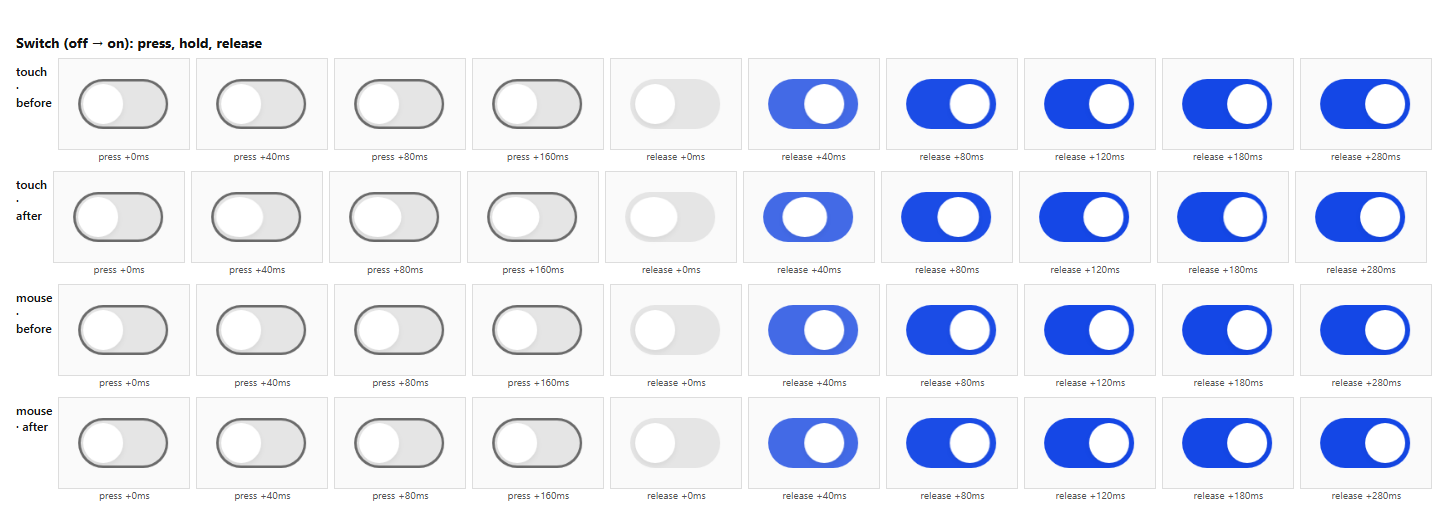 Switch (off → on): press, hold, release
touch
·
before
press +0ms press +40ms press +80ms press +160ms release +0ms release +40ms release +80ms release +120ms release +180ms release +280ms
touch
·
after
press +0ms press +40ms press +80ms press +160ms release +0ms release +40ms release +80ms release +120ms release +180ms release +280ms
mouse
·
before
press +0ms press +40ms press +80ms press +160ms release +0ms release +40ms release +80ms release +120ms release +180ms release +280ms
mouse
· after
press +0ms press +40ms press +80ms press +160ms release +0ms release +40ms release +80ms release +120ms release +180ms release +280ms